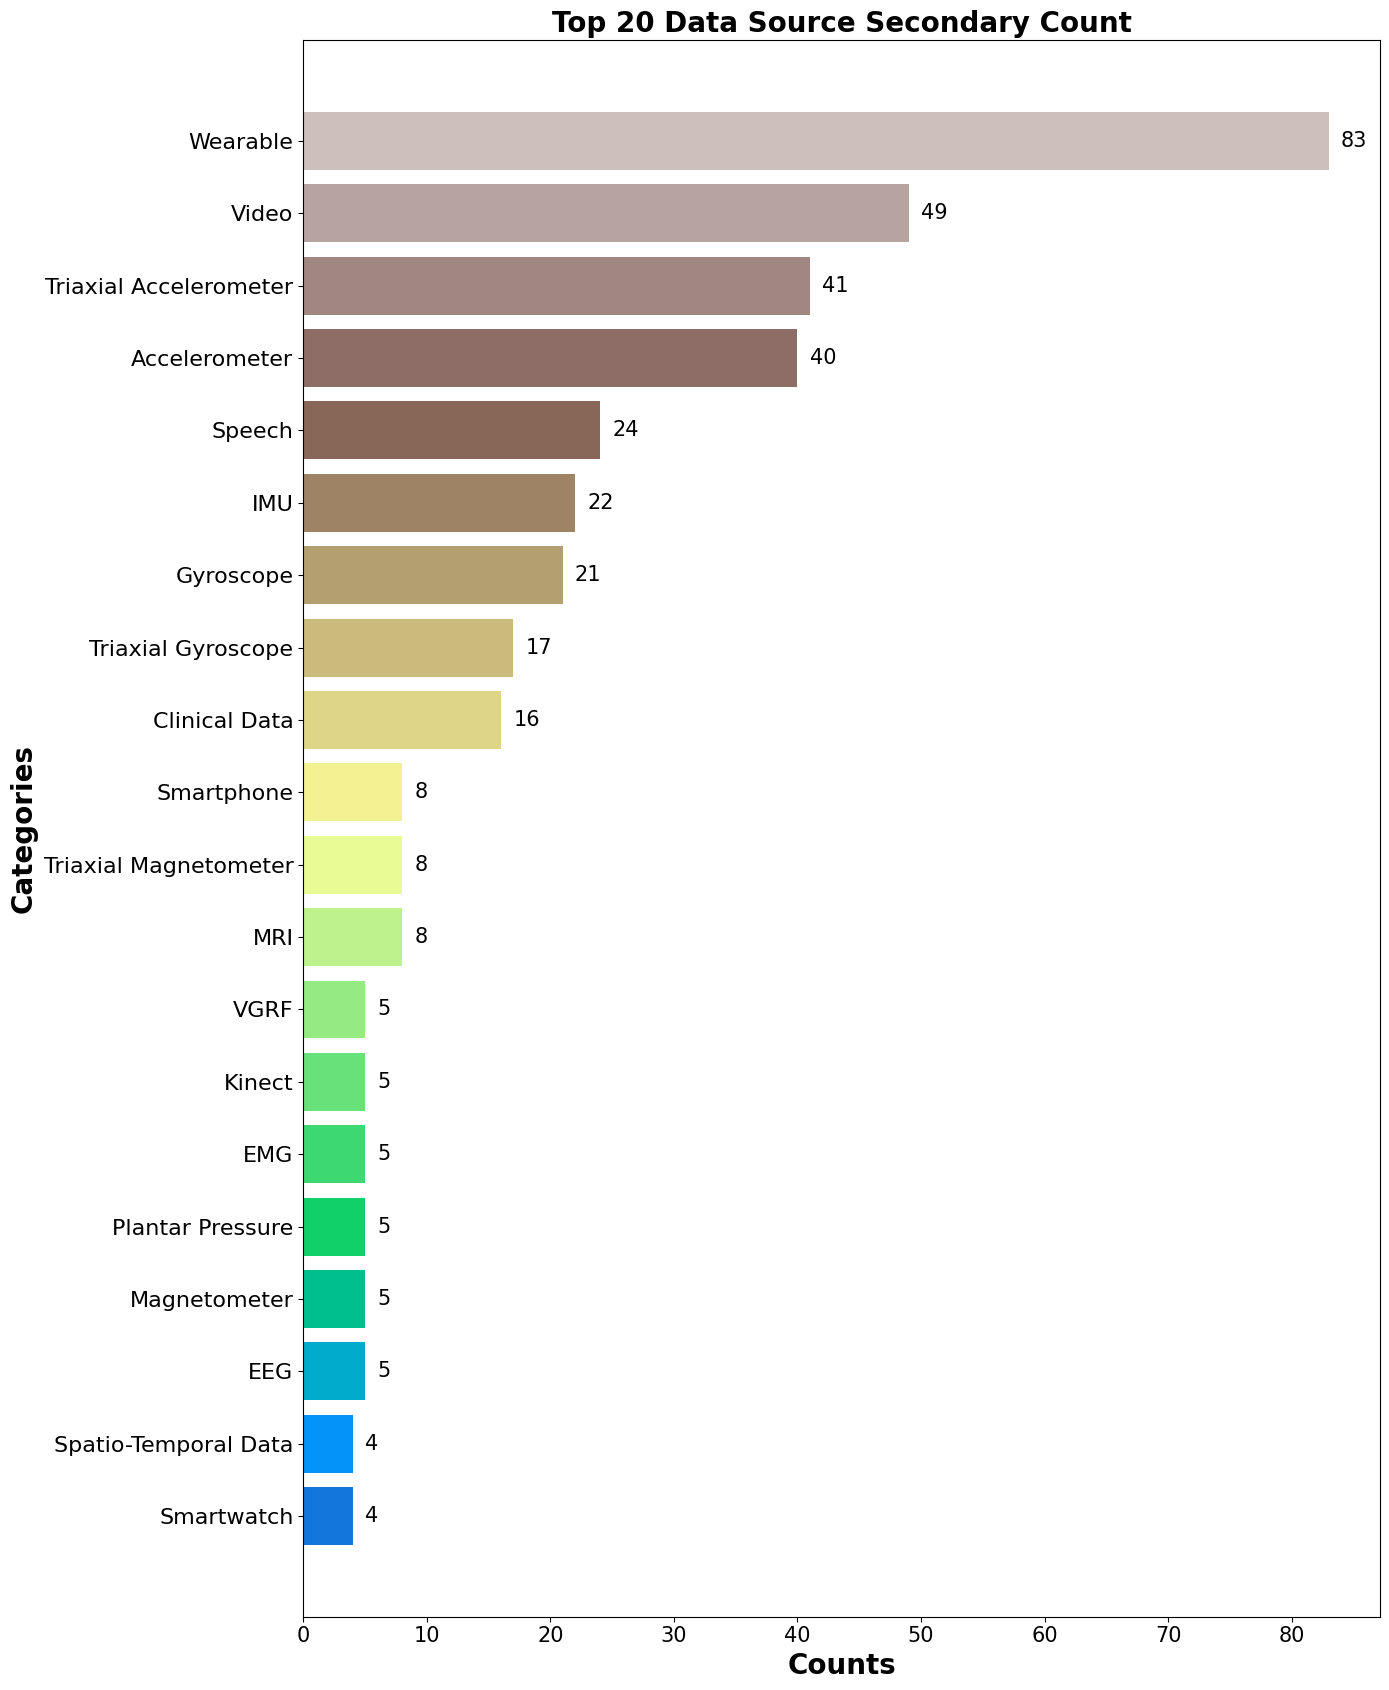 Top 20 Data Source Secondary Count
Wearable 83
Video 49
Triaxial Accelerometer 41
Accelerometer 40
Speech 24
IMU 22
Gyroscope 21
Triaxial Gyroscope 17
Clinical Data 16
Smartphone 8
Triaxial Magnetometer 8
MRI 8
VGRF 5
Kinect 5
EMG 5
Plantar Pressure 5
Magnetometer 5
EEG 5
Spatio-Temporal Data 4
Smartwatch 4
Categories
0 10 20 30 40 50 60 70 80
Counts